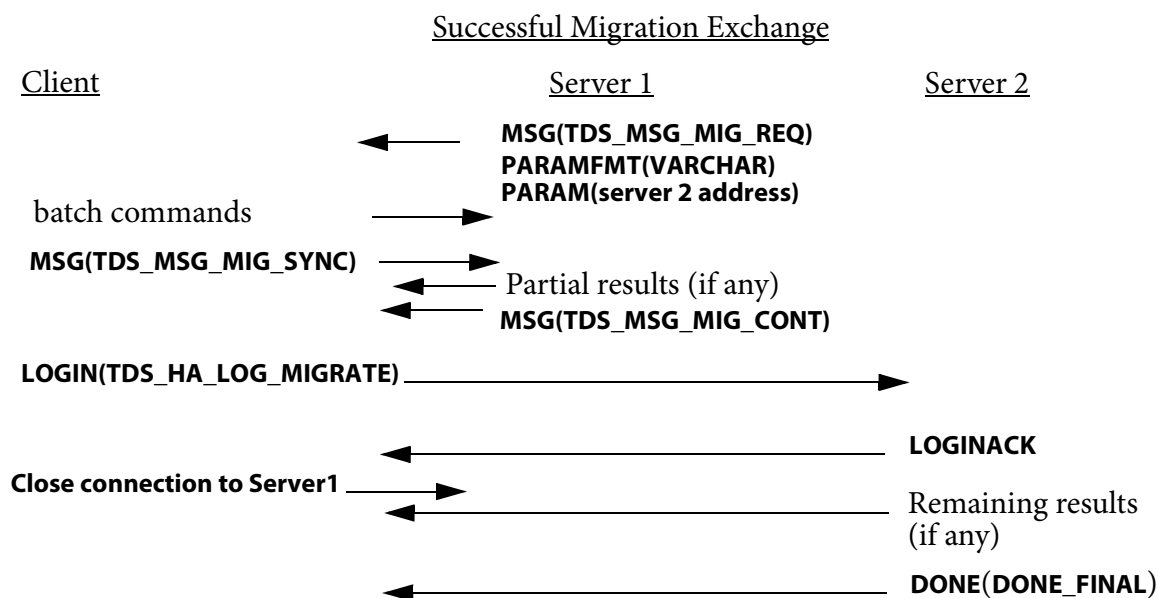 Successful Migration Exchange
Client Server 1 Server 2
MSG(TDS_MSG_MIG_REQ)
PARAMFMT(VARCHAR)
PARAM(server 2 address)
batch commands
MSG(TDS_MSG_MIG_SYNC)
Partial results (if any)
MSG(TDS_MSG_MIG_CONT)
LOGIN(TDS_HA_LOG_MIGRATE)
LOGINACK
Close connection to Server1
Remaining results
(if any)
DONE(DONE_FINAL)